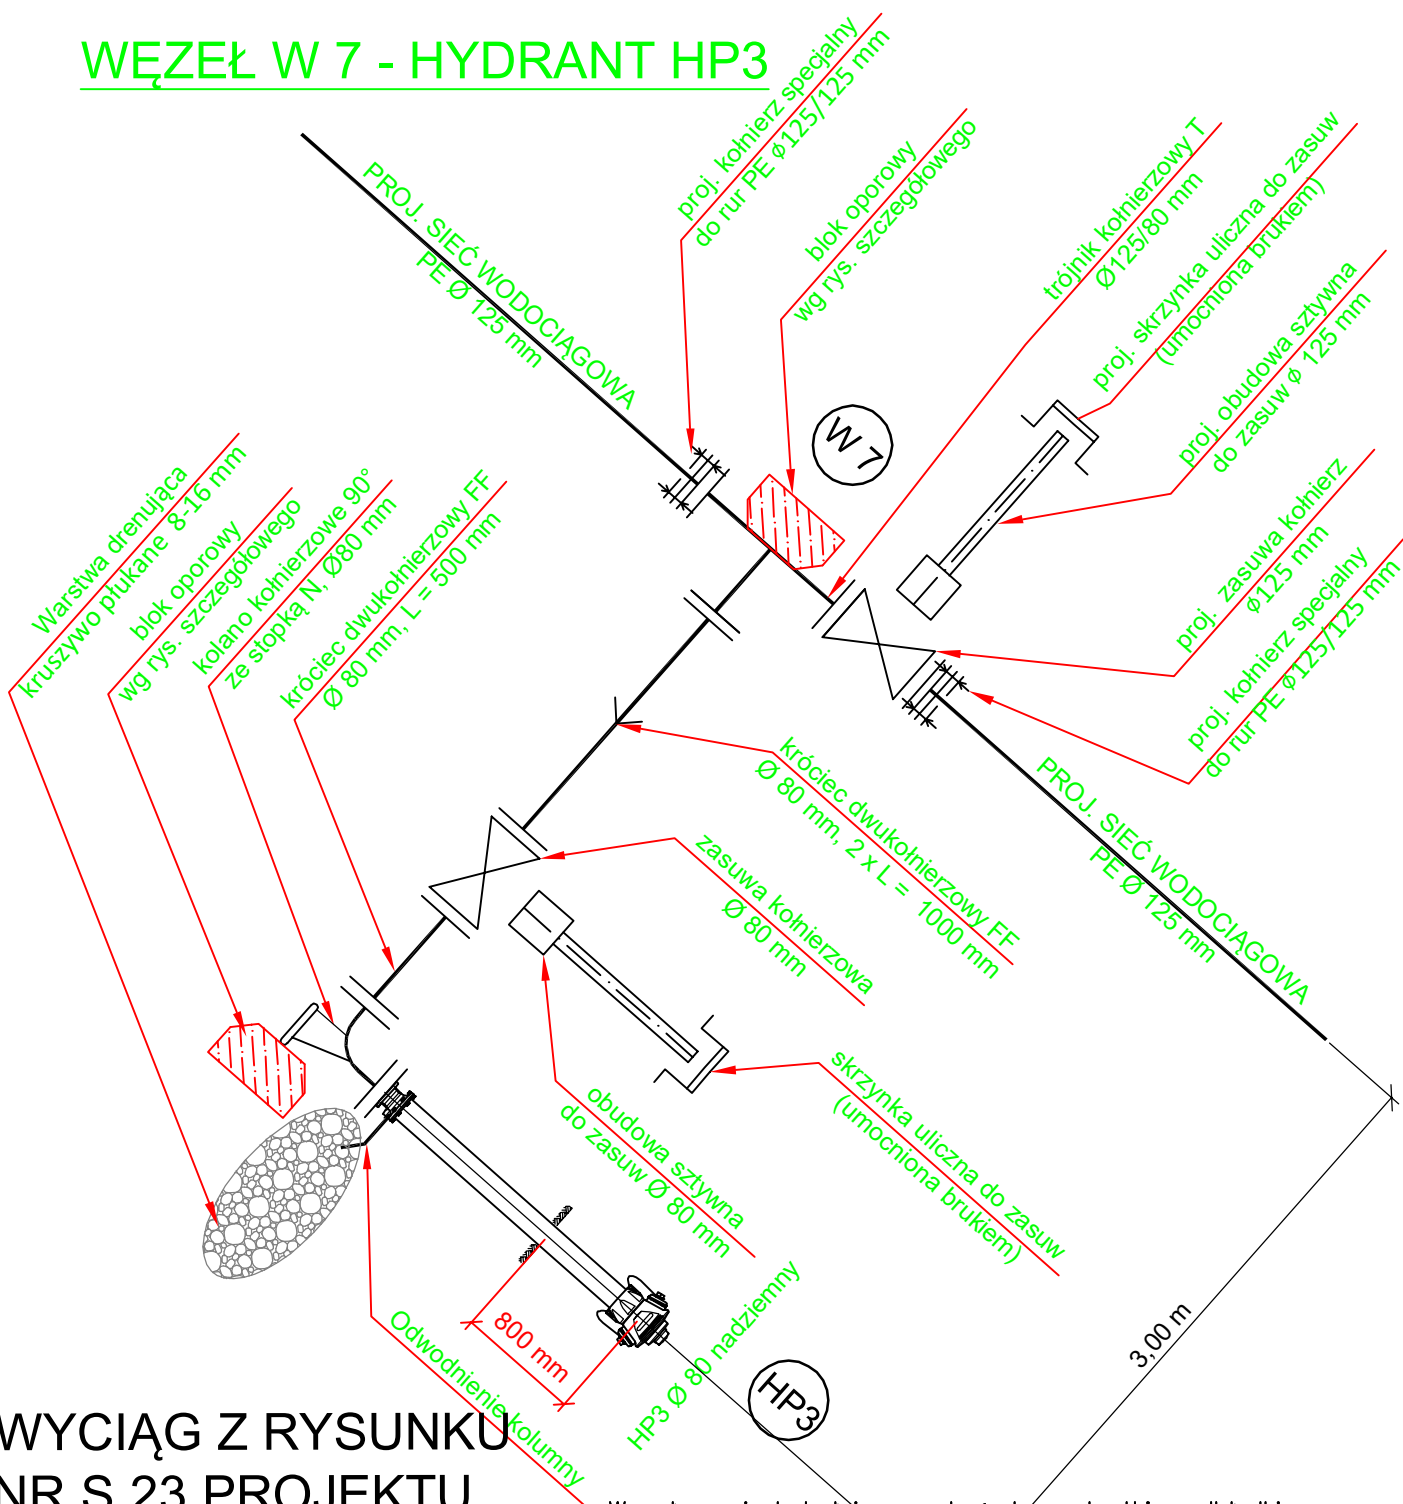 WĘZEŁ W 7 - HYDRANT HP3
proj. kołnierz specjalny
do rur PE ϕ125/125 mm
blok oporowy
wg rys. szczegółowego
trójnik kołnierzowy T
Ø125/80 mm
proj. skrzynka uliczna do zasuw
(umocniona brukiem)
proj. obudowa sztywna
do zasuw ϕ 125 mm
proj. zasuwa kołnierz
ϕ125 mm
proj. kołnierz specjalny
do rur PE ϕ125/125 mm
PROJ. SIEĆ WODOCIĄGOWA
PE Ø 125 mm
W 7
Warstwa drenująca
kruszywo płukane 8-16 mm
blok oporowy
wg rys. szczegółowego
kolano kołnierzowe 90°
ze stopką N, Ø80 mm
króciec dwukołnierzowy FF
Ø 80 mm, L = 500 mm
króciec dwukołnierzowy FF
Ø 80 mm, 2 x L = 1000 mm
zasuwa kołnierzowa
Ø 80 mm
PROJ. SIEĆ WODOCIĄGOWA
PE Ø 125 mm
obudowa sztywna
do zasuw Ø 80 mm
skrzynka uliczna do zasuw
(umocniona brukiem)
3,00 m
800 mm
HP3 Ø 80 nadziemny
HP3
Odwodnienie kolumny
WYCIĄG Z RYSUNKU
NR S 23 PROJEKTU